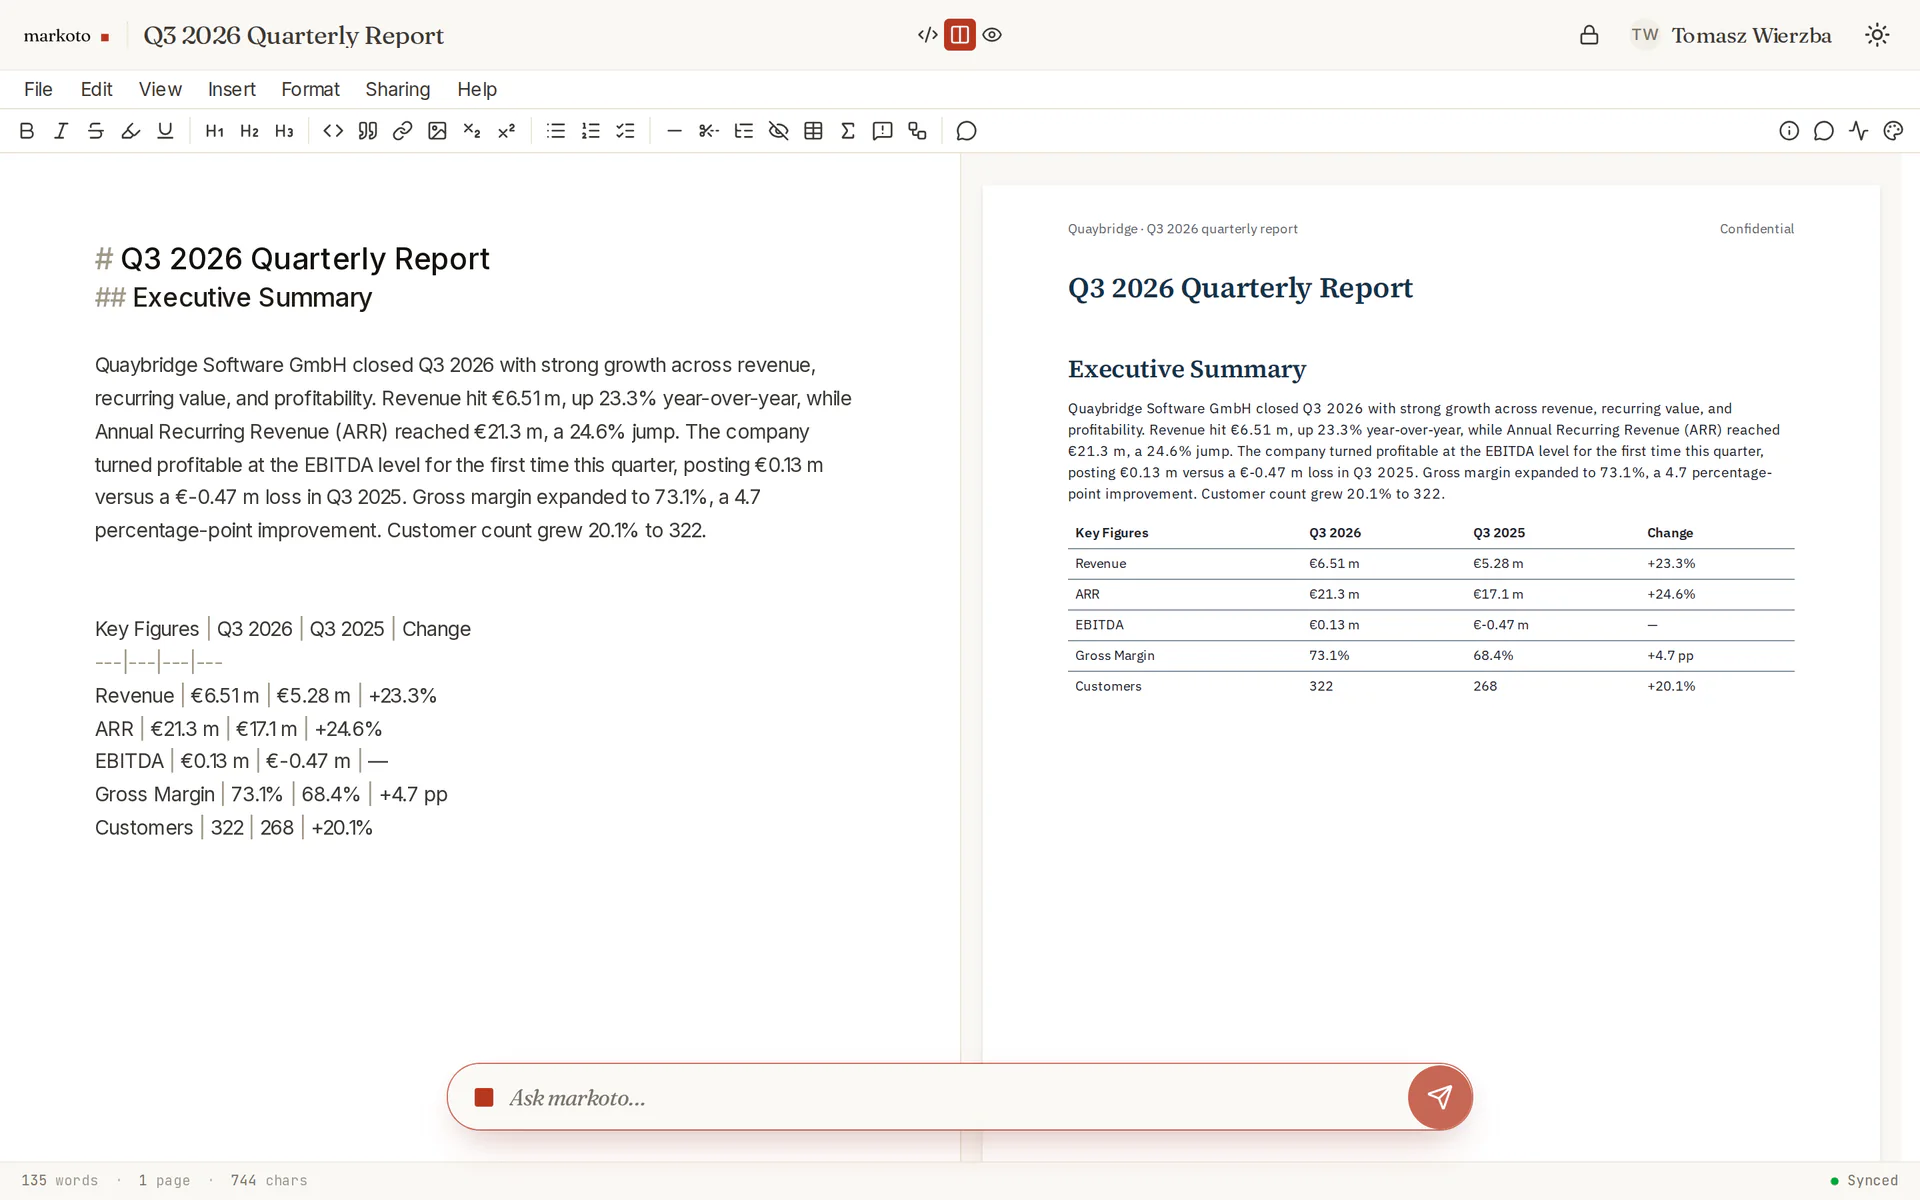 markoto
Q3 2026 Quarterly Report
TW Tomasz Wierzba
File Edit View Insert Format Sharing Help
H1 H2 H3
# Q3 2026 Quarterly Report
## Executive Summary
Quaybridge Software GmbH closed Q3 2026 with strong growth across revenue,
recurring value, and profitability. Revenue hit €6.51 m, up 23.3% year-over-year, while
Annual Recurring Revenue (ARR) reached €21.3 m, a 24.6% jump. The company
turned profitable at the EBITDA level for the first time this quarter, posting €0.13 m
versus a €-0.47 m loss in Q3 2025. Gross margin expanded to 73.1%, a 4.7
percentage-point improvement. Customer count grew 20.1% to 322.
Key Figures | Q3 2026 | Q3 2025 | Change
---|---|---|---
Revenue | €6.51 m | €5.28 m | +23.3%
ARR | €21.3 m | €17.1 m | +24.6%
EBITDA | €0.13 m | €-0.47 m | —
Gross Margin | 73.1% | 68.4% | +4.7 pp
Customers | 322 | 268 | +20.1%
Quaybridge · Q3 2026 quarterly report Confidential
Q3 2026 Quarterly Report
Executive Summary
Quaybridge Software GmbH closed Q3 2026 with strong growth across revenue, recurring value, and
profitability. Revenue hit €6.51 m, up 23.3% year-over-year, while Annual Recurring Revenue (ARR) reached
€21.3 m, a 24.6% jump. The company turned profitable at the EBITDA level for the first time this quarter,
posting €0.13 m versus a €-0.47 m loss in Q3 2025. Gross margin expanded to 73.1%, a 4.7 percentage-
point improvement. Customer count grew 20.1% to 322.
Key Figures Q3 2026 Q3 2025 Change
Revenue €6.51 m €5.28 m +23.3%
ARR €21.3 m €17.1 m +24.6%
EBITDA €0.13 m €-0.47 m —
Gross Margin 73.1% 68.4% +4.7 pp
Customers 322 268 +20.1%
Ask markoto...
135 words · 1 page · 744 chars
Synced